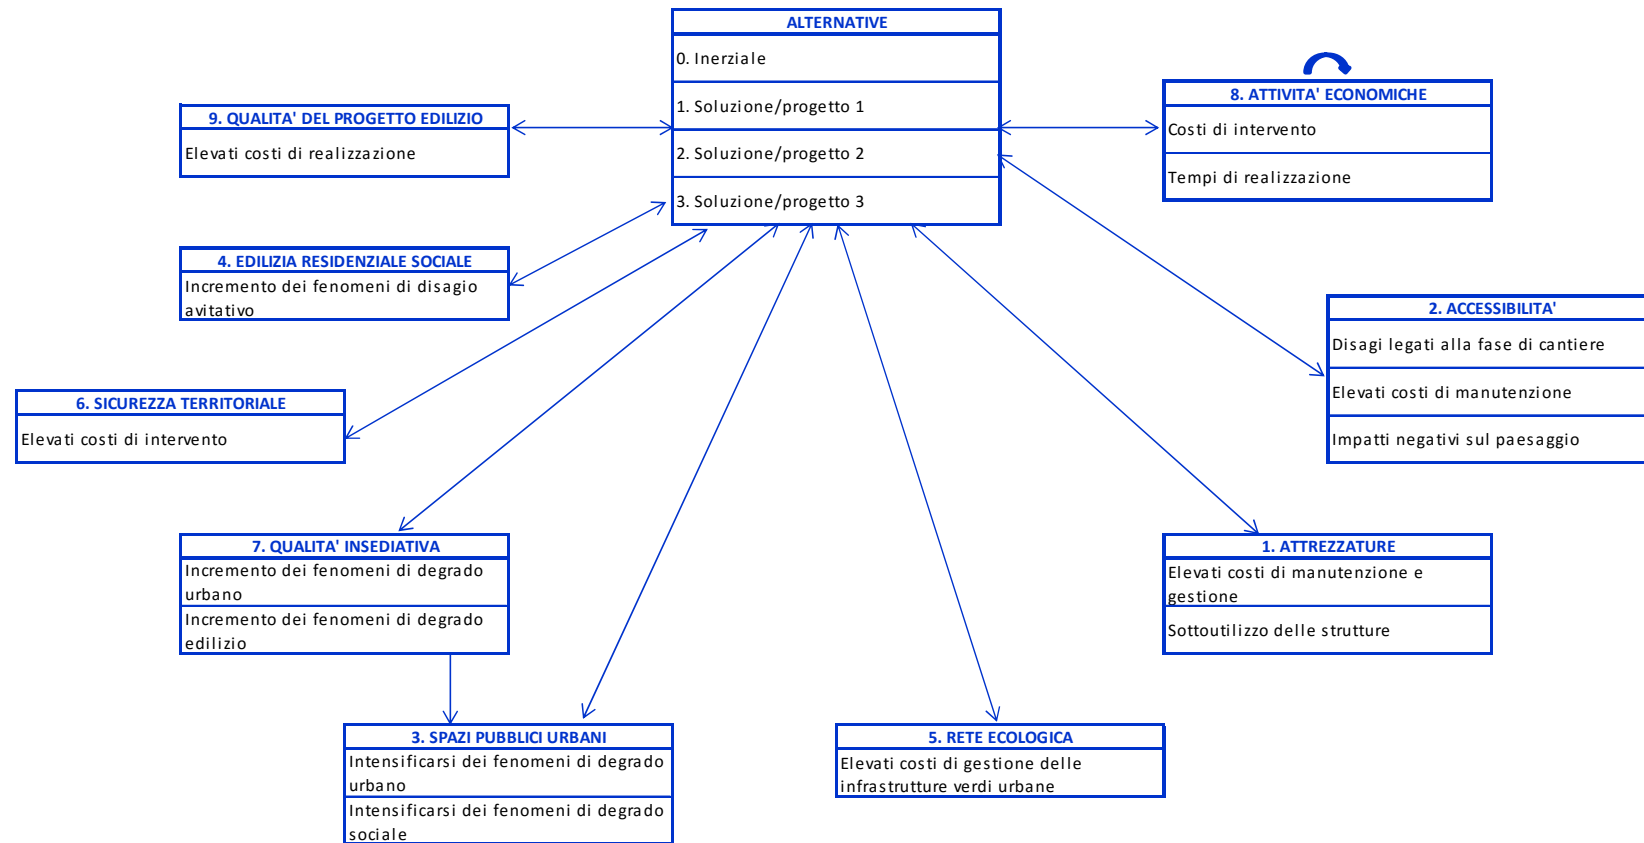 ALTERNATIVE
0. Inerziale
1. Soluzione/progetto 1
2. Soluzione/progetto 2
3. Soluzione/progetto 3
8. ATTIVITA' ECONOMICHE
Costi di intervento
Tempi di realizzazione
9. QUALITA' DEL PROGETTO EDILIZIO
Elevati costi di realizzazione
4. EDILIZIA RESIDENZIALE SOCIALE
Incremento dei fenomeni di disagio
avitativo
2. ACCESSIBILITA'
Disagi legati alla fase di cantiere
Elevati costi di manutenzione
Impatti negativi sul paesaggio
6. SICUREZZA TERRITORIALE
Elevati costi di intervento
7. QUALITA' INSEDIATIVA
Incremento dei fenomeni di degrado
urbano
Incremento dei fenomeni di degrado
edilizio
1. ATTREZZATURE
Elevati costi di manutenzione e
gestione
Sottoutilizzo delle strutture
3. SPAZI PUBBLICI URBANI
Intensificarsi dei fenomeni di degrado
urbano
Intensificarsi dei fenomeni di degrado
sociale
5. RETE ECOLOGICA
Elevati costi di gestione delle
infrastrutture verdi urbane